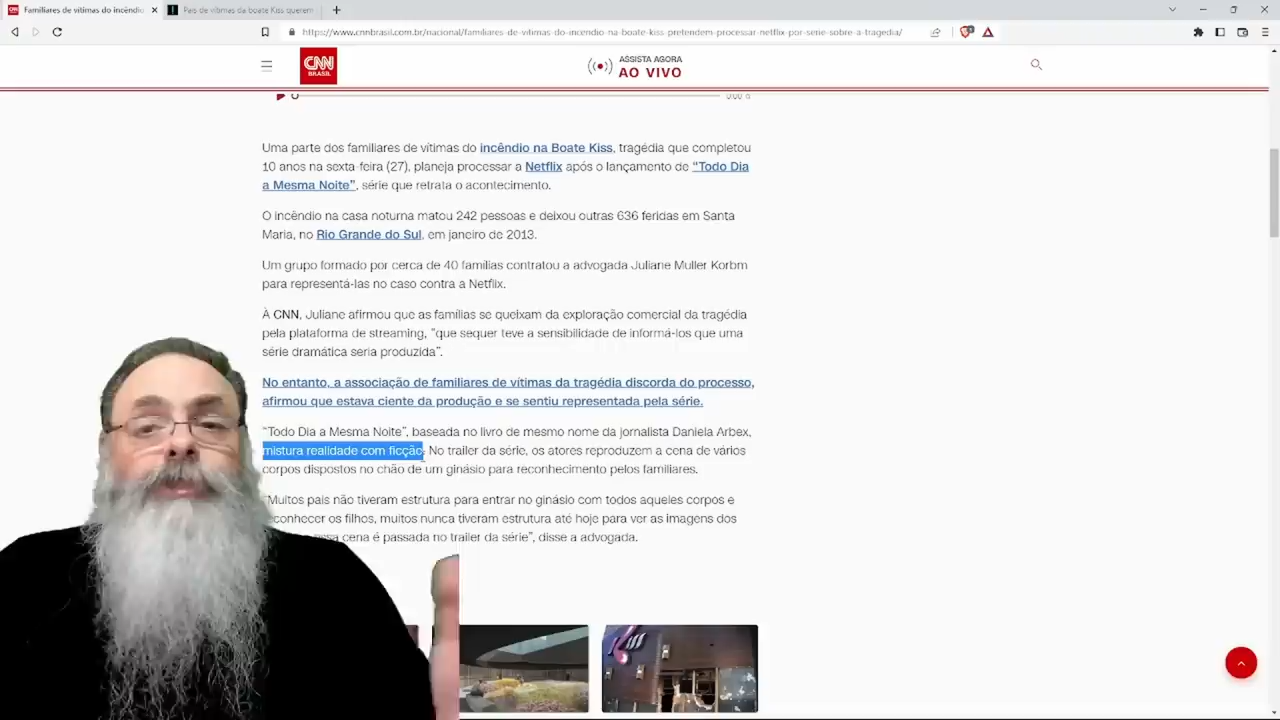 Familiares de vítimas do incêndio
Pais de vítimas da boate Kiss querem
https://www.cnnbrasil.com.br/nacional/familiares-de-vitimas-do-incendio-na-boate-kiss-pretendem-processar-netflix-por-serie-sobre-a-tragedia/
CNN
BRASIL
ASSISTA AGORA
AO VIVO
Uma parte dos familiares de vítimas do incêndio na Boate Kiss, tragédia que completou
10 anos na sexta-feira (27), planeja processar a Netflix após o lançamento de “Todo Dia
a Mesma Noite”, série que retrata o acontecimento.
O incêndio na casa noturna matou 242 pessoas e deixou outras 636 feridas em Santa
Maria, no Rio Grande do Sul, em janeiro de 2013.
Um grupo formado por cerca de 40 famílias contratou a advogada Juliane Muller Korbm
para representá-las no caso contra a Netflix.
À CNN, Juliane afirmou que as famílias se queixam da exploração comercial da tragédia
pela plataforma de streaming, “que sequer teve a sensibilidade de informá-los que uma
série dramática seria produzida”.
No entanto, a associação de familiares de vítimas da tragédia discorda do processo,
afirmou que estava ciente da produção e se sentiu representada pela série.
“Todo Dia a Mesma Noite”, baseada no livro de mesmo nome da jornalista Daniela Arbex,
mistura realidade com ficção. No trailer da série, os atores reproduzem a cena de vários
corpos dispostos no chão de um ginásio para reconhecimento pelos familiares.
“Muitos pais não tiveram estrutura para entrar no ginásio com todos aqueles corpos e
reconhecer os filhos, muitos nunca tiveram estrutura até hoje para ver as imagens dos
cena é passada no trailer da série”, disse a advogada.